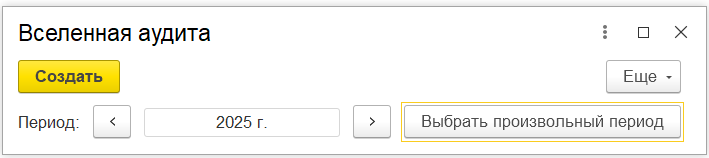 Вселенная аудита
Создать
Еще
Период:
2025 г.
Выбрать произвольный период